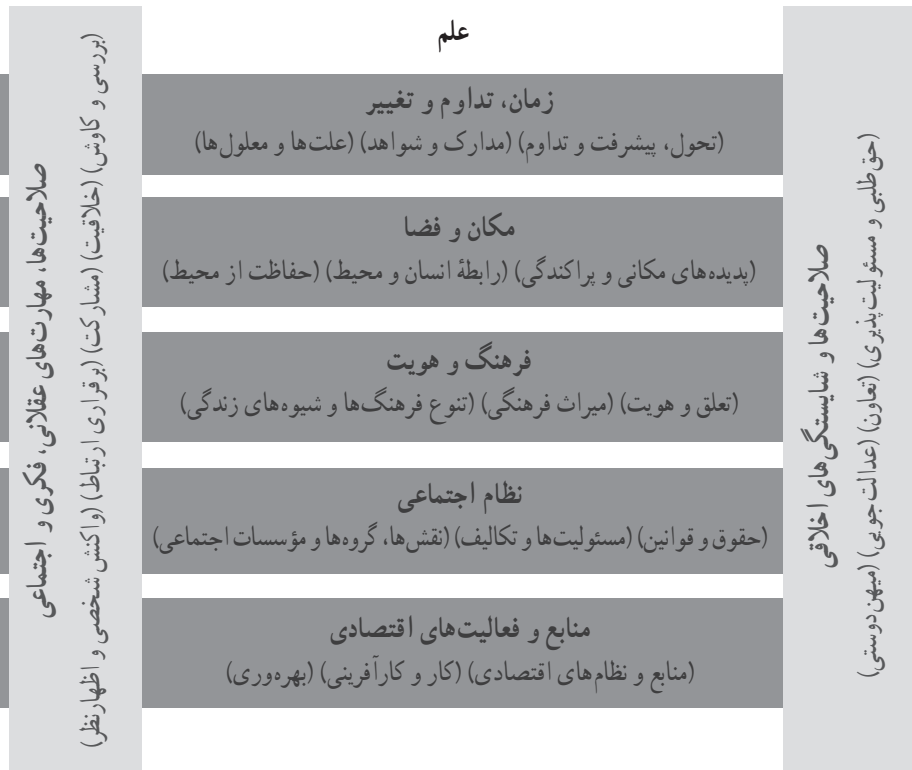 علم
زمان، تداوم و تغییر
(تحول، پیشرفت و تداوم) (مدارک و شواهد) (علت‌ها و معلول‌ها)
مکان و فضا
(پدیده‌های مکانی و پراکندگی) (رابطهٔ انسان و محیط) (حفاظت از محیط)
فرهنگ و هویت
(تعلق و هویت) (میراث فرهنگی) (تنوع فرهنگ‌ها و شیوه‌های زندگی)
نظام اجتماعی
(حقوق و قوانین) (مسئولیت‌ها و تکالیف) (نقش‌ها، گروه‌ها و مؤسسات اجتماعی)
منابع و فعالیت‌های اقتصادی
(منابع و نظام‌های اقتصادی) (کار و کارآفرینی) (بهره‌وری)
صلاحیت‌ها و شایستگی‌های اخلاقی
(حق‌طلبی و مسئولیت‌پذیری) (تعاون) (عدالت‌جویی) (میهن‌دوستی)
صلاحیت‌ها، مهارت‌های عقلانی، فکری و اجتماعی
(بررسی و کاوش) (خلاقیت) (مشارکت) (برقراری ارتباط) (واکنش شخصی و اظهارنظر)